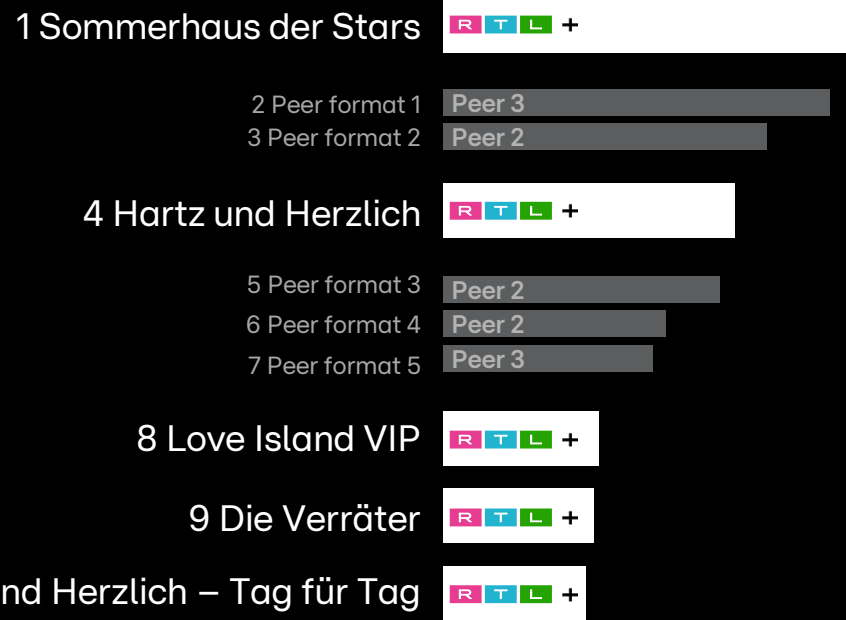 1 Sommerhaus der Stars RTL +
2 Peer format 1 Peer 3
3 Peer format 2 Peer 2
4 Hartz und Herzlich RTL +
5 Peer format 3 Peer 2
6 Peer format 4 Peer 2
7 Peer format 5 Peer 3
8 Love Island VIP RTL +
9 Die Verräter RTL +
nd Herzlich – Tag für Tag RTL +